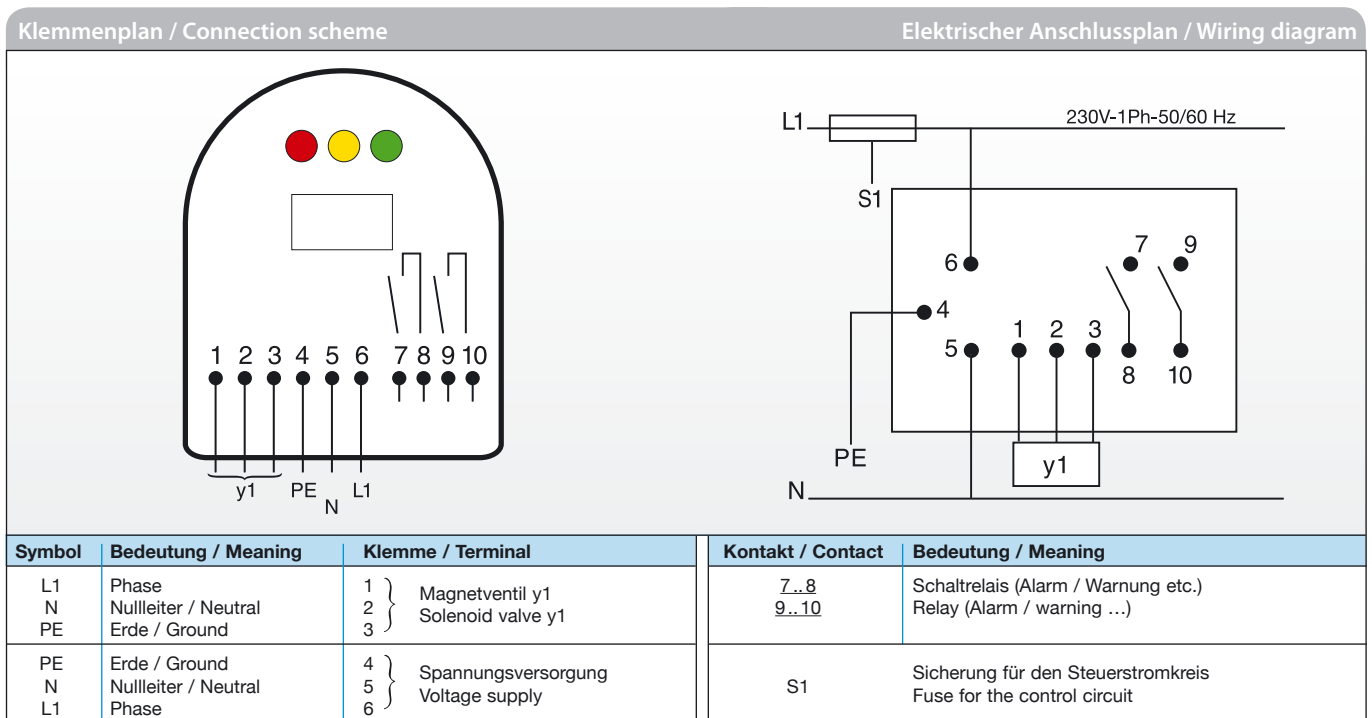 Klemmenplan / Connection scheme
Elektrischer Anschlussplan / Wiring diagram
1 2 3 4 5 6 7 8 9 10
y1 PE N L1
L1 230V-1Ph-50/60 Hz
S1
7 9
6
4
1 2 3
5
8 10
PE
y1
N
Symbol Bedeutung / Meaning Klemme / Terminal
L1 Phase 1
N Nullleiter / Neutral 2
PE Erde / Ground 3
Magnetventil y1
Solenoid valve y1
PE Erde / Ground 4
N Nullleiter / Neutral 5
L1 Phase 6
Spannungsversorgung
Voltage supply
Kontakt / Contact Bedeutung / Meaning
7..8 Schaltrelais (Alarm / Warnung etc.)
9..10 Relay (Alarm / warning …)
S1
Sicherung für den Steuerstromkreis
Fuse for the control circuit